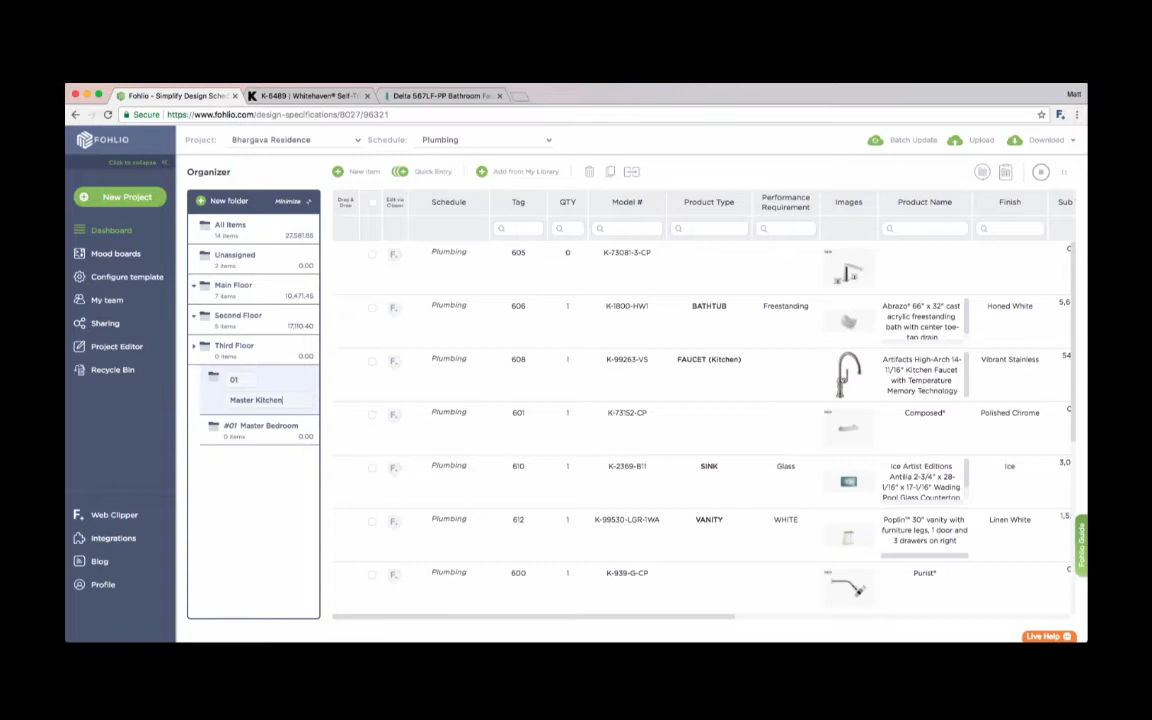 Matt
Fohlio - Simplify Design Sche
K-6489 | Whitehaven® Self-Tr
Delta 567LF-PP Bathroom Fa
Secure
https://www.fohlio.com/design-specifications/8027/96321
FOHLIO
Project:
Bhargava Residence
Schedule:
Plumbing
Batch Update
Upload
Download
Click to collapse
Organizer
New Item
Quick Entry
Add from My Library
New Project
New folder
Minimize
Drag & Drop
Edit via Clipper
Schedule
Tag
QTY
Model #
Product Type
Performance Requirement
Images
Product Name
Finish
Sub
Dashboard
Mood boards
Configure template
My team
Sharing
Project Editor
Recycle Bin
Web Clipper
Integrations
Blog
Profile
All Items
14 items
27,581.85
Unassigned
2 items
0.00
Main Floor
7 items
10,471.45
Second Floor
5 items
17,110.40
Third Floor
0 items
0.00
01
Master Kitchen
#01 Master Bedroom
0 items
0.00
Plumbing
605
0
K-73081-3-CP
Plumbing
606
1
K-1800-HW1
BATHTUB
Freestanding
Abrazo® 66" x 32" cast
acrylic freestanding
bath with center toe-
tap drain
Honed White
5,6
Plumbing
608
1
K-99263-VS
FAUCET (Kitchen)
Artifacts High-Arch 14-
11/16" Kitchen Faucet
with Temperature
Memory Technology
Vibrant Stainless
54
Plumbing
601
1
K-73152-CP
Composed®
Polished Chrome
Plumbing
610
1
K-2369-B11
SINK
Glass
Ice Artist Editions
Antilia 2-3/4" x 28-
1/16" x 17-1/16" Wading
Pool Glass Countertop
Ice
3,0
Plumbing
612
1
K-99530-LGR-1WA
VANITY
WHITE
Poplin™ 30" vanity with
furniture legs, 1 door and
3 drawers on right
Linen White
1,5
Plumbing
600
1
K-939-G-CP
Purist®
Fohlio Guide
Live Help